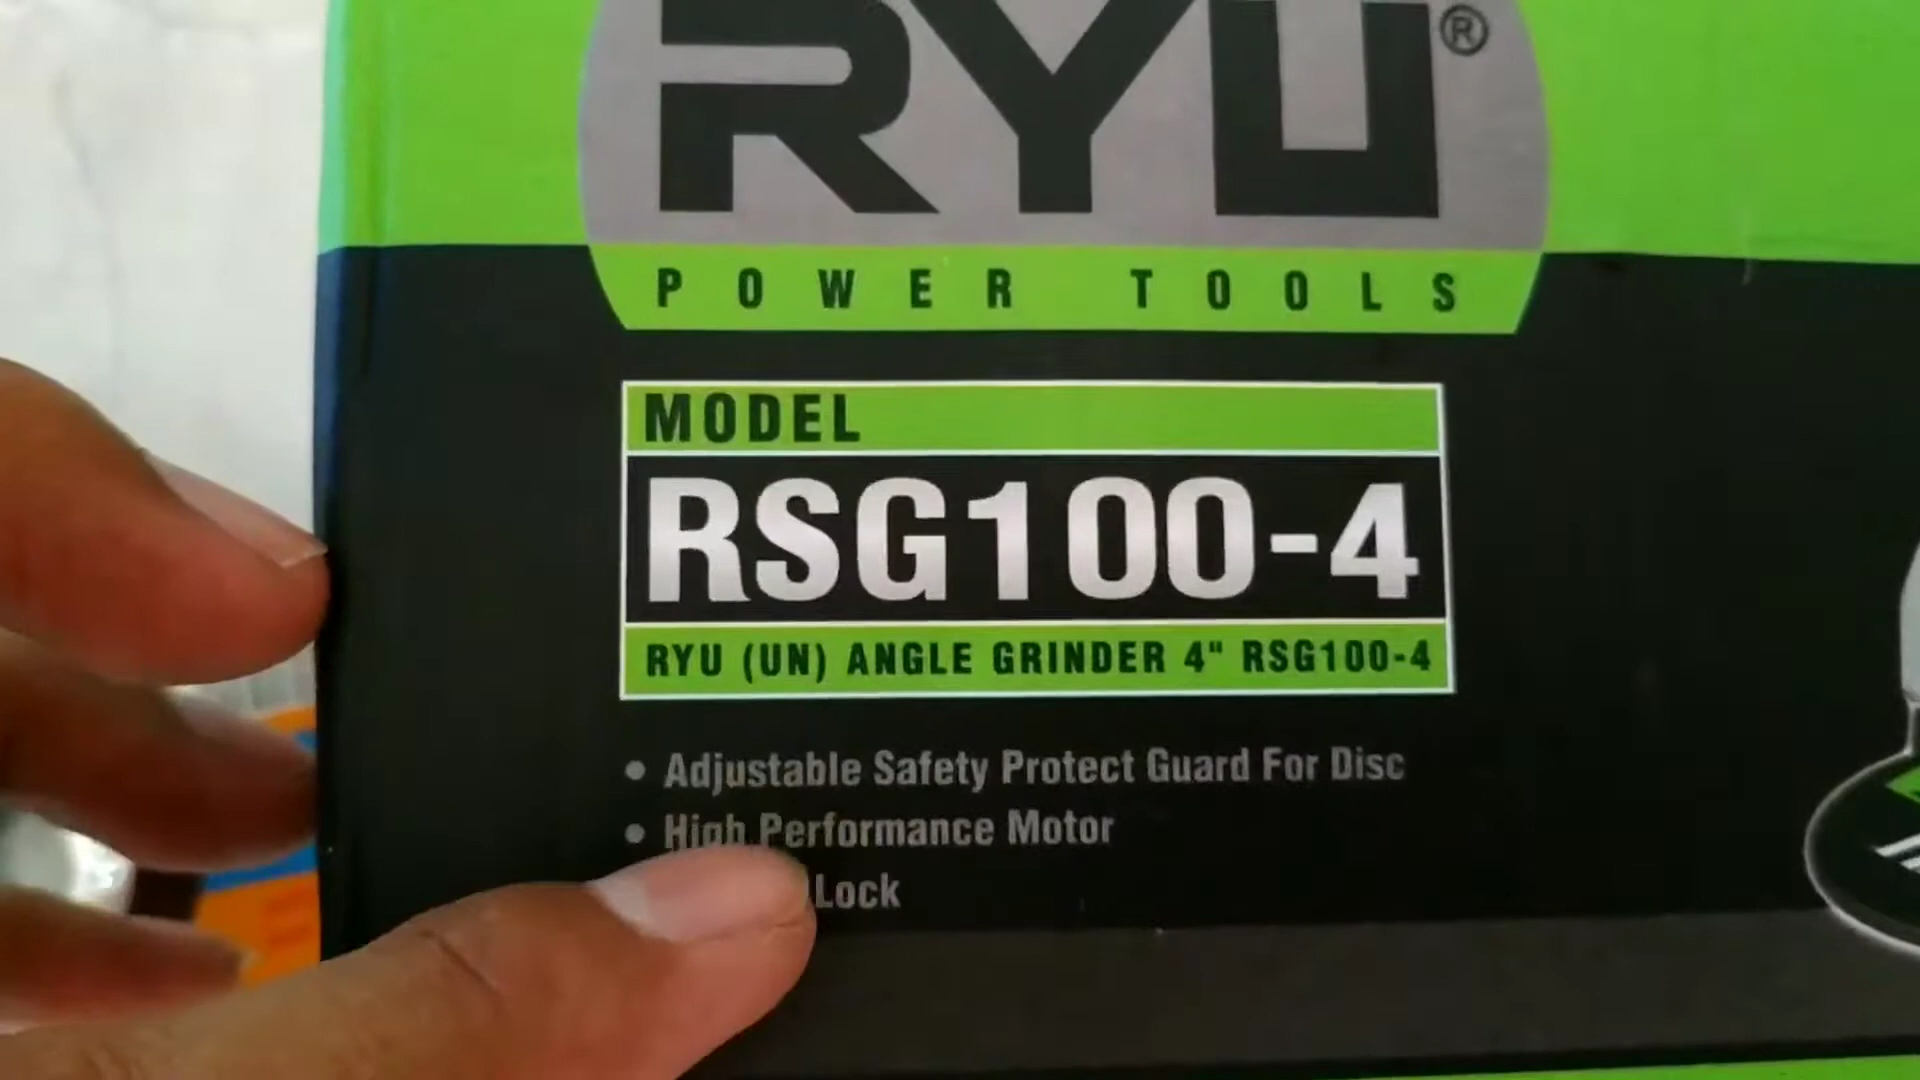 RYU®
POWER TOOLS
MODEL
RSG100-4
RYU (UN) ANGLE GRINDER 4" RSG100-4
• Adjustable Safety Protect Guard For Disc
• High Performance Motor
Lock